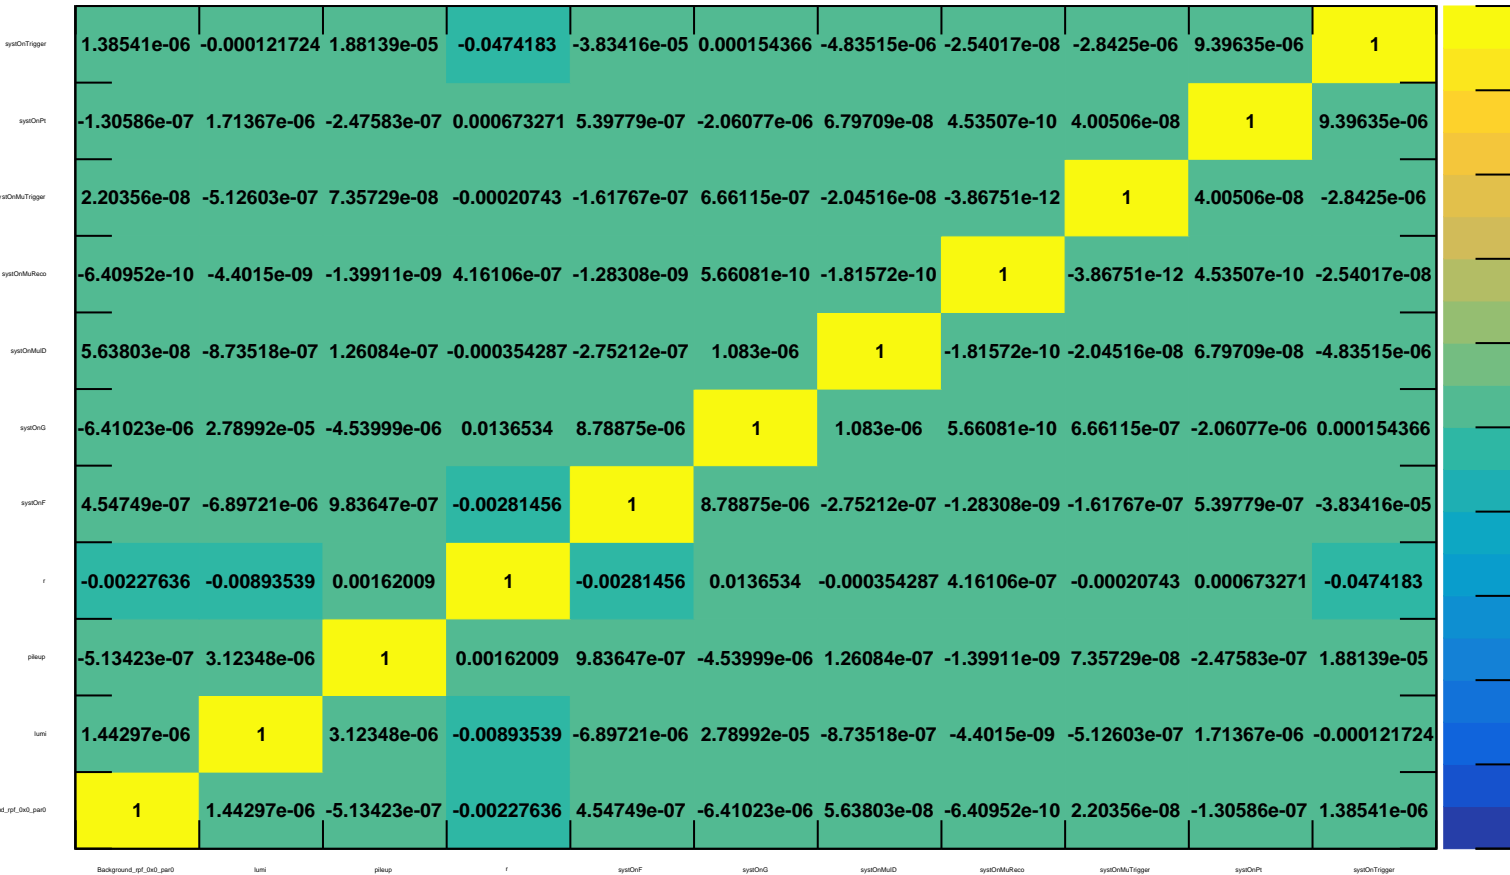 systOnTrigger 1.38541e-06 -0.000121724 1.88139e-05 -0.0474183 -3.83416e-05 0.000154366 -4.83515e-06 -2.54017e-08 -2.8425e-06 9.39635e-06 1
systOnPt -1.30586e-07 1.71367e-06 -2.47583e-07 0.000673271 5.39779e-07 -2.06077e-06 6.79709e-08 4.53507e-10 4.00506e-08 1 9.39635e-06
stOnMuTrigger 2.20356e-08 -5.12603e-07 7.35729e-08 -0.00020743 -1.61767e-07 6.66115e-07 -2.04516e-08 -3.86751e-12 1 4.00506e-08 -2.8425e-06
systOnMuReco -6.40952e-10 -4.4015e-09 -1.39911e-09 4.16106e-07 -1.28308e-09 5.66081e-10 -1.81572e-10 1 -3.86751e-12 4.53507e-10 -2.54017e-08
systOnMuID 5.63803e-08 -8.73518e-07 1.26084e-07 -0.000354287 -2.75212e-07 1.083e-06 1 -1.81572e-10 -2.04516e-08 6.79709e-08 -4.83515e-06
systOnG -6.41023e-06 2.78992e-05 -4.53999e-06 0.0136534 8.78875e-06 1 1.083e-06 5.66081e-10 6.66115e-07 -2.06077e-06 0.000154366
systOnF 4.54749e-07 -6.89721e-06 9.83647e-07 -0.00281456 1 8.78875e-06 -2.75212e-07 -1.28308e-09 -1.61767e-07 5.39779e-07 -3.83416e-05
r -0.00227636 -0.00893539 0.00162009 1 -0.00281456 0.0136534 -0.000354287 4.16106e-07 -0.00020743 0.000673271 -0.0474183
pileup -5.13423e-07 3.12348e-06 1 0.00162009 9.83647e-07 -4.53999e-06 1.26084e-07 -1.39911e-09 7.35729e-08 -2.47583e-07 1.88139e-05
lumi 1.44297e-06 1 3.12348e-06 -0.00893539 -6.89721e-06 2.78992e-05 -8.73518e-07 -4.4015e-09 -5.12603e-07 1.71367e-06 -0.000121724
d_rpf_0x0_par0 1 1.44297e-06 -5.13423e-07 -0.00227636 4.54749e-07 -6.41023e-06 5.63803e-08 -6.40952e-10 2.20356e-08 -1.30586e-07 1.38541e-06
Background_rpf_0x0_par0 lumi pileup r systOnF systOnG systOnMuID systOnMuReco systOnMuTrigger systOnPt systOnTrigger